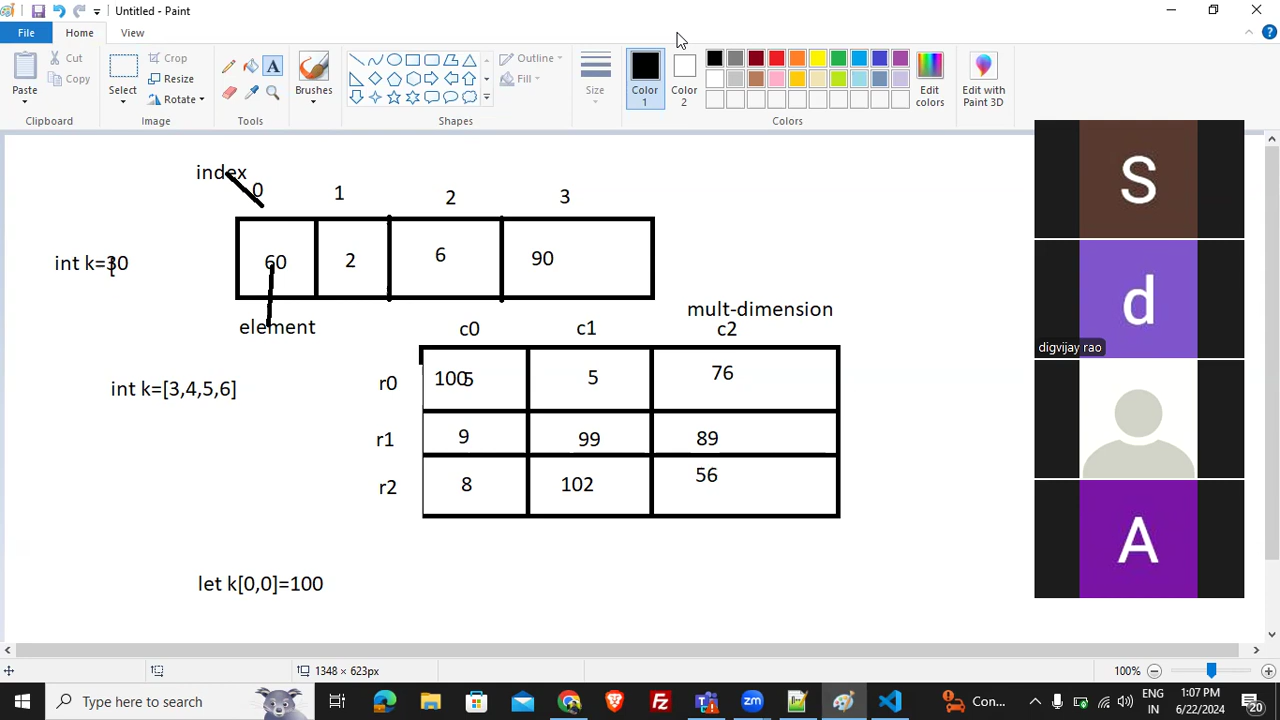 Untitled - Paint
File Home View
Paste
Cut
Copy
Clipboard
Select
Crop
Resize
Rotate
Image
A
Tools
Brushes
Outline
Fill
Shapes
Size
Color 1
Color 2
Edit colors
Colors
Edit with Paint 3D
index
0 1 2 3
int k=30
60 2 6 90
element
mult-dimension
c0 c1 c2
r0 1005 5 76
int k=[3,4,5,6]
r1 9 99 89
r2 8 102 56
let k[0,0]=100
S
d
digvijay rao
A
1348 × 623px
100%
Type here to search
zm
Con...
ENG
IN
1:07 PM
6/22/2024
20